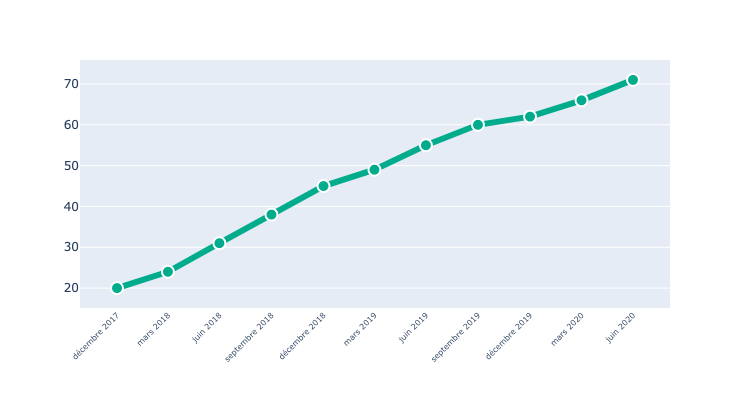 70
60
50
40
30
20
décembre 2017
mars 2018
juin 2018
septembre 2018
décembre 2018
mars 2019
juin 2019
septembre 2019
décembre 2019
mars 2020
juin 2020